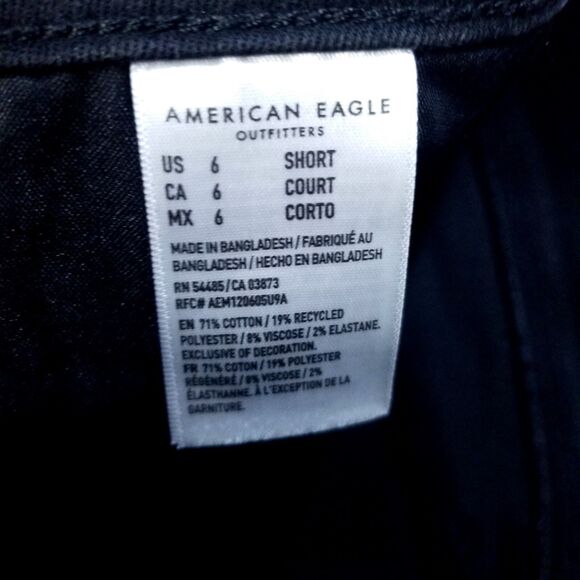 AMERICAN EAGLE
OUTFITTERS
US 6 SHORT
CA 6 COURT
MX 6 CORTO
MADE IN BANGLADESH / FABRIQUÉ AU
BANGLADESH / HECHO EN BANGLADESH
RN 54485 / CA 03873
RFC# AEM120605U9A
EN 71% COTTON / 19% RECYCLED
POLYESTER / 8% VISCOSE / 2% ELASTANE.
EXCLUSIVE OF DECORATION.
FR 71% COTON / 19% POLYESTER
RÉGÉNÉRÉ / 8% VISCOSE / 2%
ÉLASTHANNE. À L'EXCEPTION DE LA
GARNITURE.